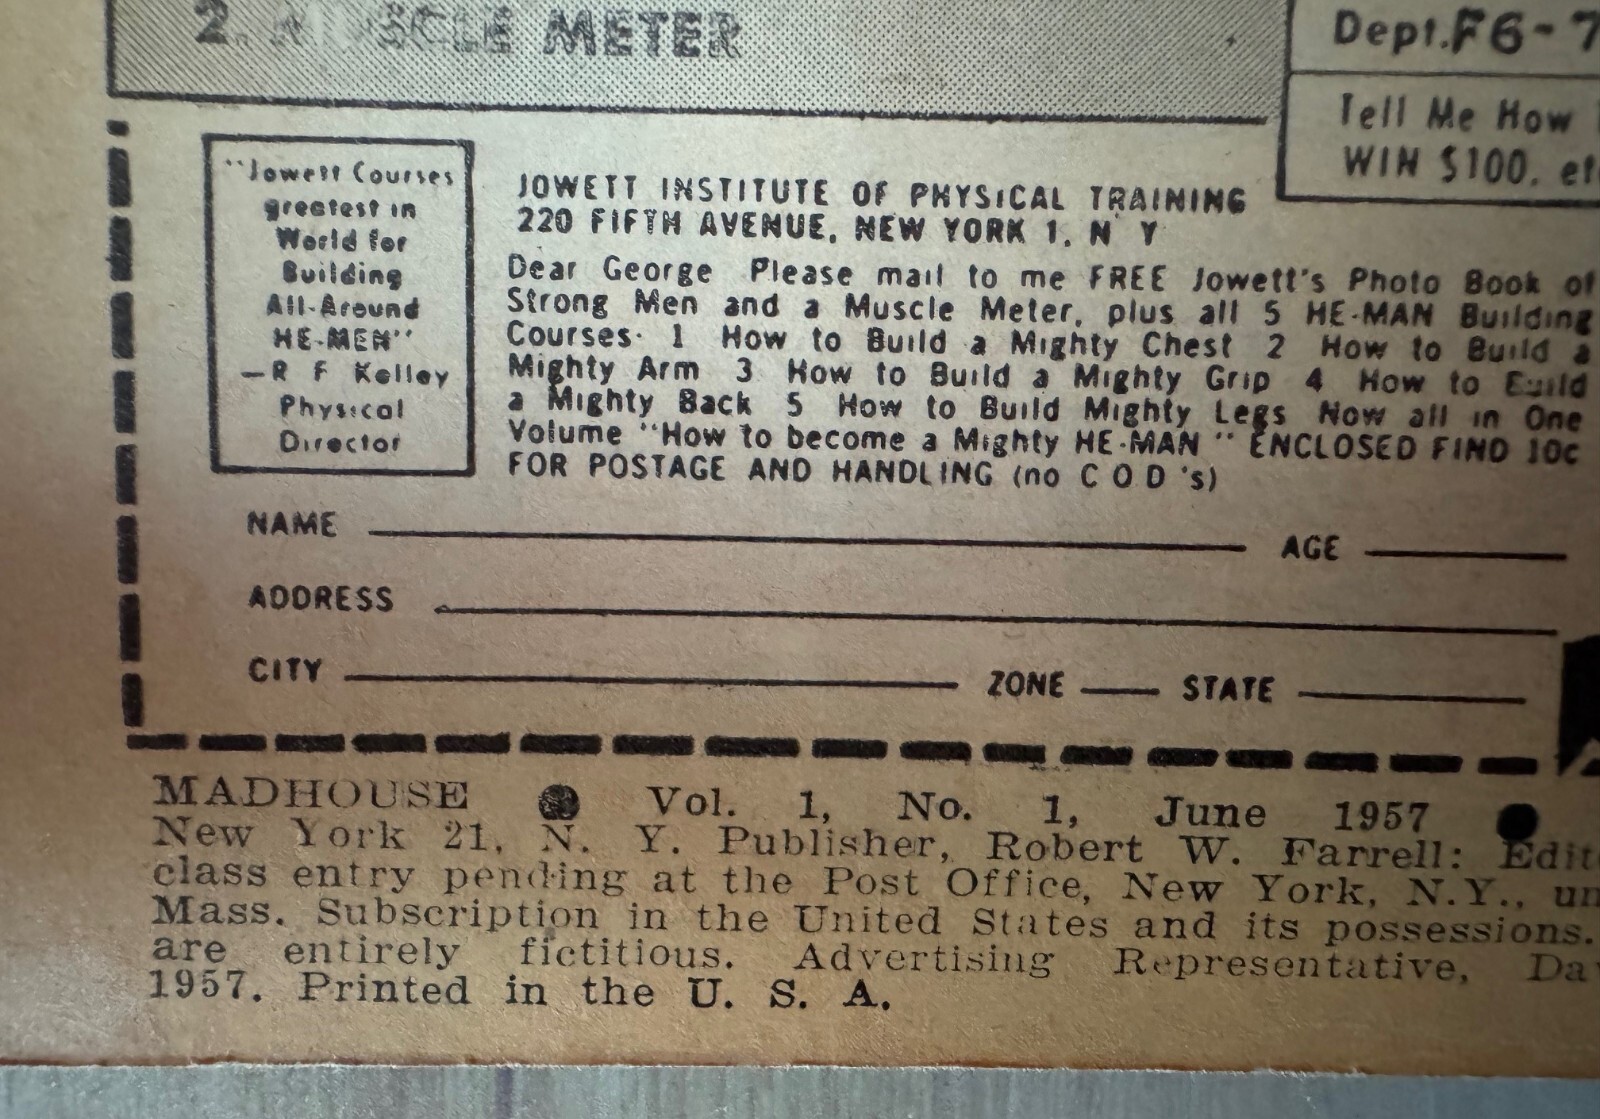 2. MUSCLE METER
Dept. F6-7
Tell Me How
WIN $100. etc
"Jowett Courses
greatest in
World for
Building
All-Around
HE-MEN"
—R F Kelley
Physical
Director
JOWETT INSTITUTE OF PHYSICAL TRAINING
220 FIFTH AVENUE, NEW YORK 1, N Y
Dear George Please mail to me FREE Jowett's Photo Book of
Strong Men and a Muscle Meter, plus all 5 HE-MAN Building
Courses· 1 How to Build a Mighty Chest 2 How to Build a
Mighty Arm 3 How to Build a Mighty Grip 4 How to Build
a Mighty Back 5 How to Build Mighty Legs Now all in One
Volume "How to become a Mighty HE-MAN " ENCLOSED FIND 10c
FOR POSTAGE AND HANDLING (no C O D 's)
NAME AGE
ADDRESS
CITY ZONE STATE
MADHOUSE ● Vol. 1, No. 1, June 1957 ●
New York 21, N. Y. Publisher, Robert W. Farrell: Edit
class entry pending at the Post Office, New York, N.Y., un
Mass. Subscription in the United States and its possessions.
are entirely fictitious. Advertising Representative, Da
1957. Printed in the U. S. A.